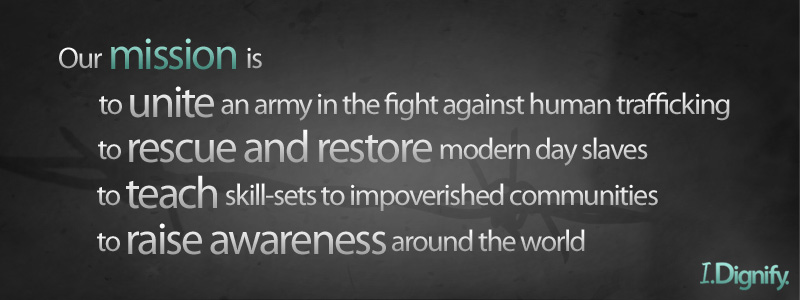 Our mission is
to unite an army in the fight against human trafficking
to rescue and restore modern day slaves
to teach skill-sets to impoverished communities
to raise awareness around the world
I.Dignify.